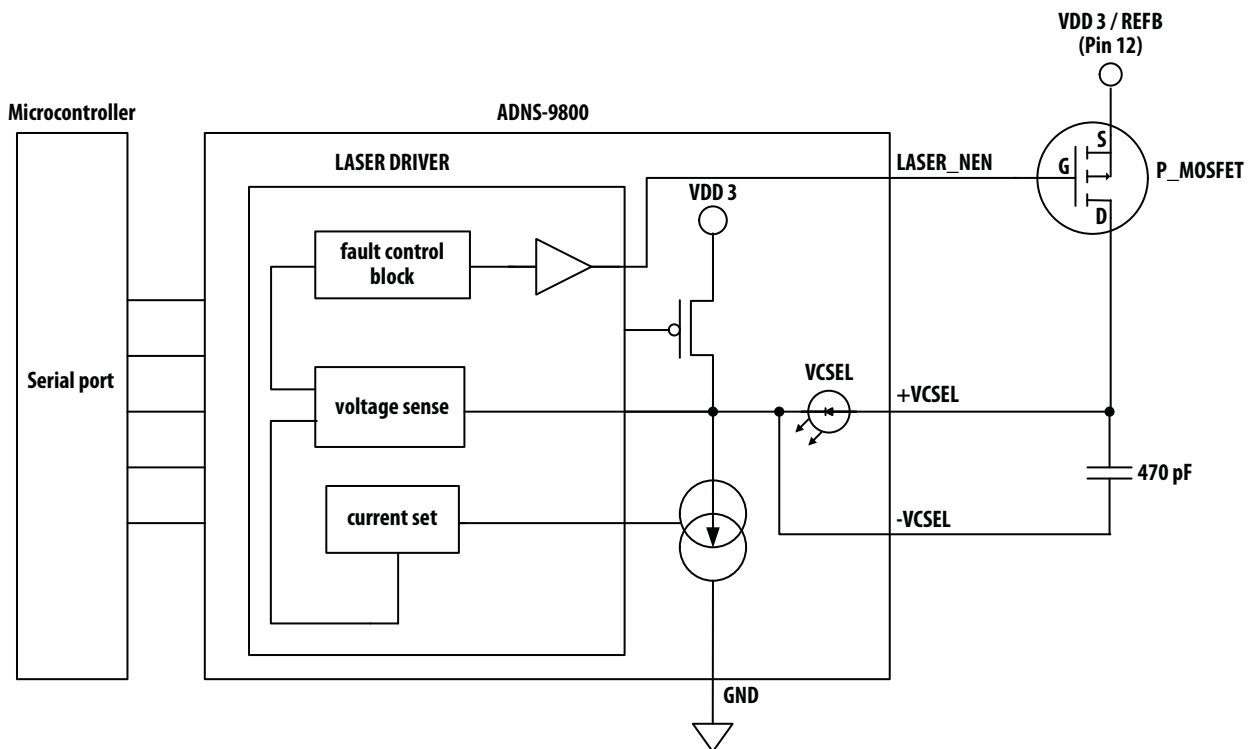 VDD 3 / REFB
(Pin 12)
Microcontroller
ADNS-9800
LASER DRIVER
LASER_NEN
S
G
P_MOSFET
D
VDD 3
fault control
block
Serial port
voltage sense
VCSEL
+VCSEL
470 pF
current set
-VCSEL
GND